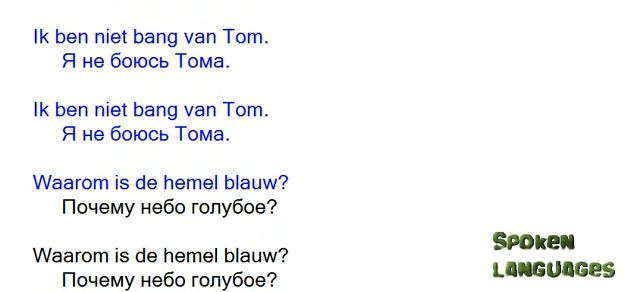 Ik ben niet bang van Tom.
Я не боюсь Тома.
Ik ben niet bang van Tom.
Я не боюсь Тома.
Waarom is de hemel blauw?
Почему небо голубое?
Waarom is de hemel blauw?
Почему небо голубое?
Spoken
Languages